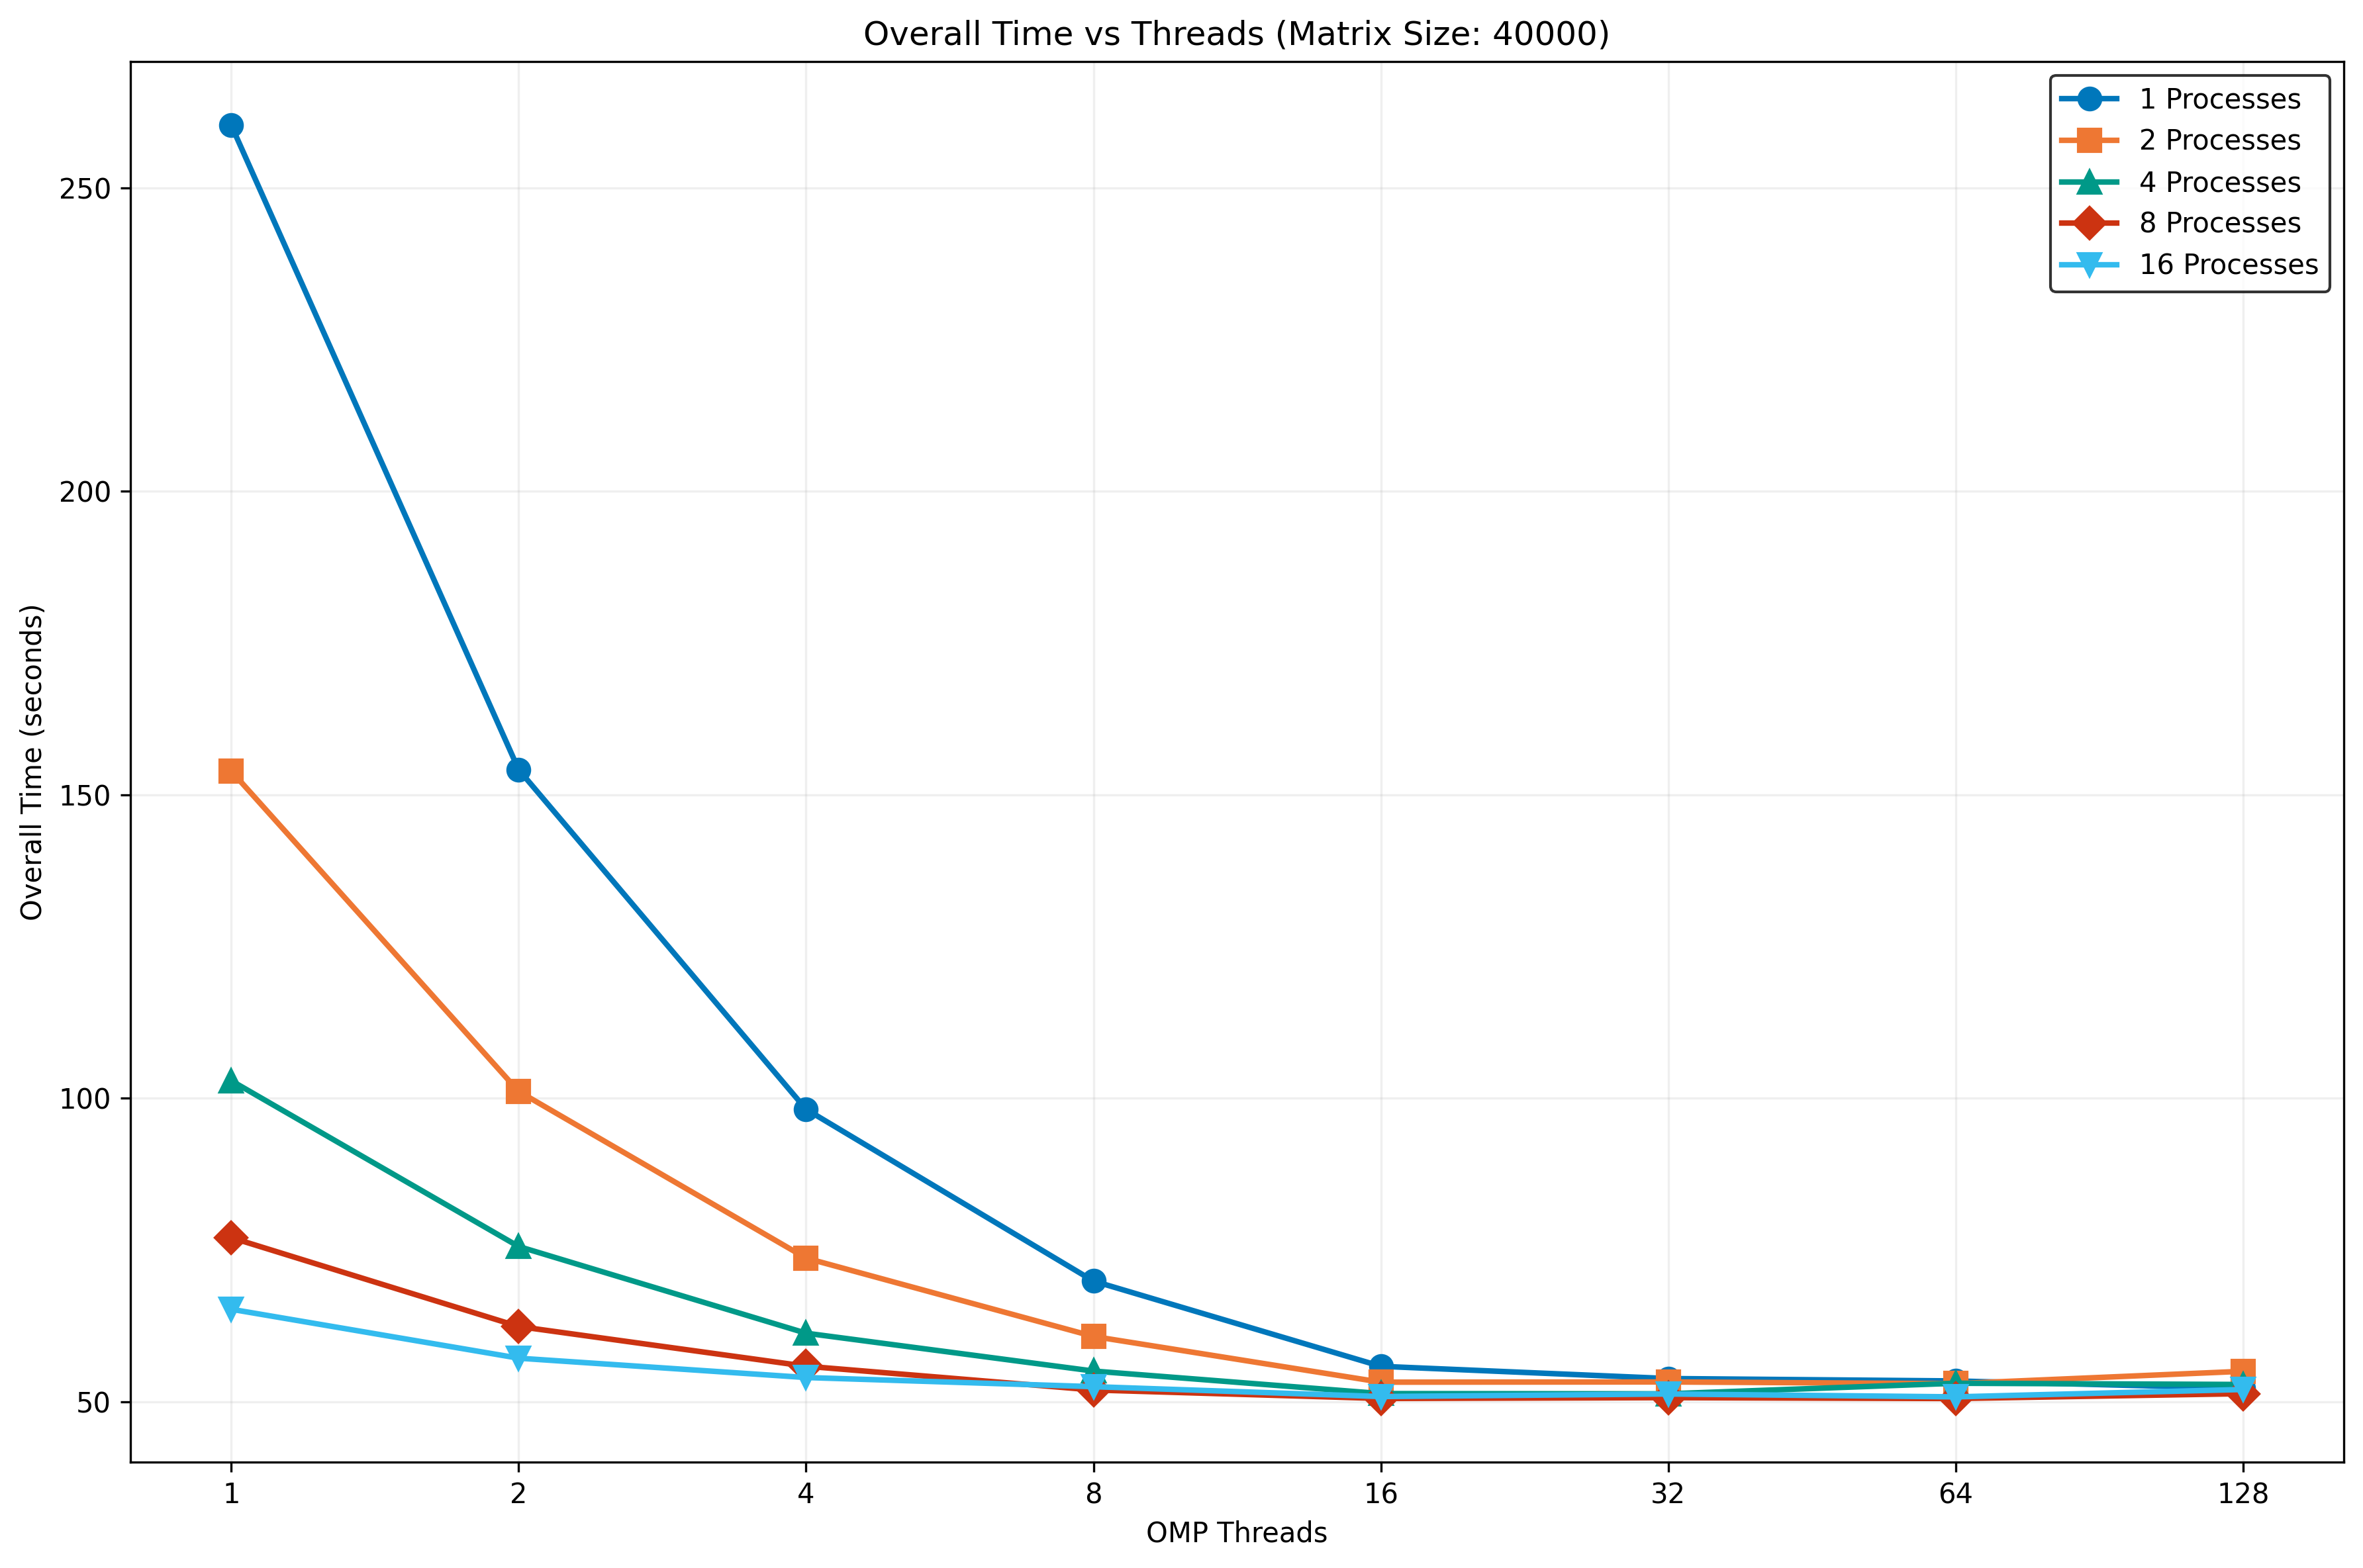 Overall Time vs Threads (Matrix Size: 40000)
1 Processes
2 Processes
4 Processes
8 Processes
16 Processes
Overall Time (seconds)
250
200
150
100
50
1 2 4 8 16 32 64 128
OMP Threads